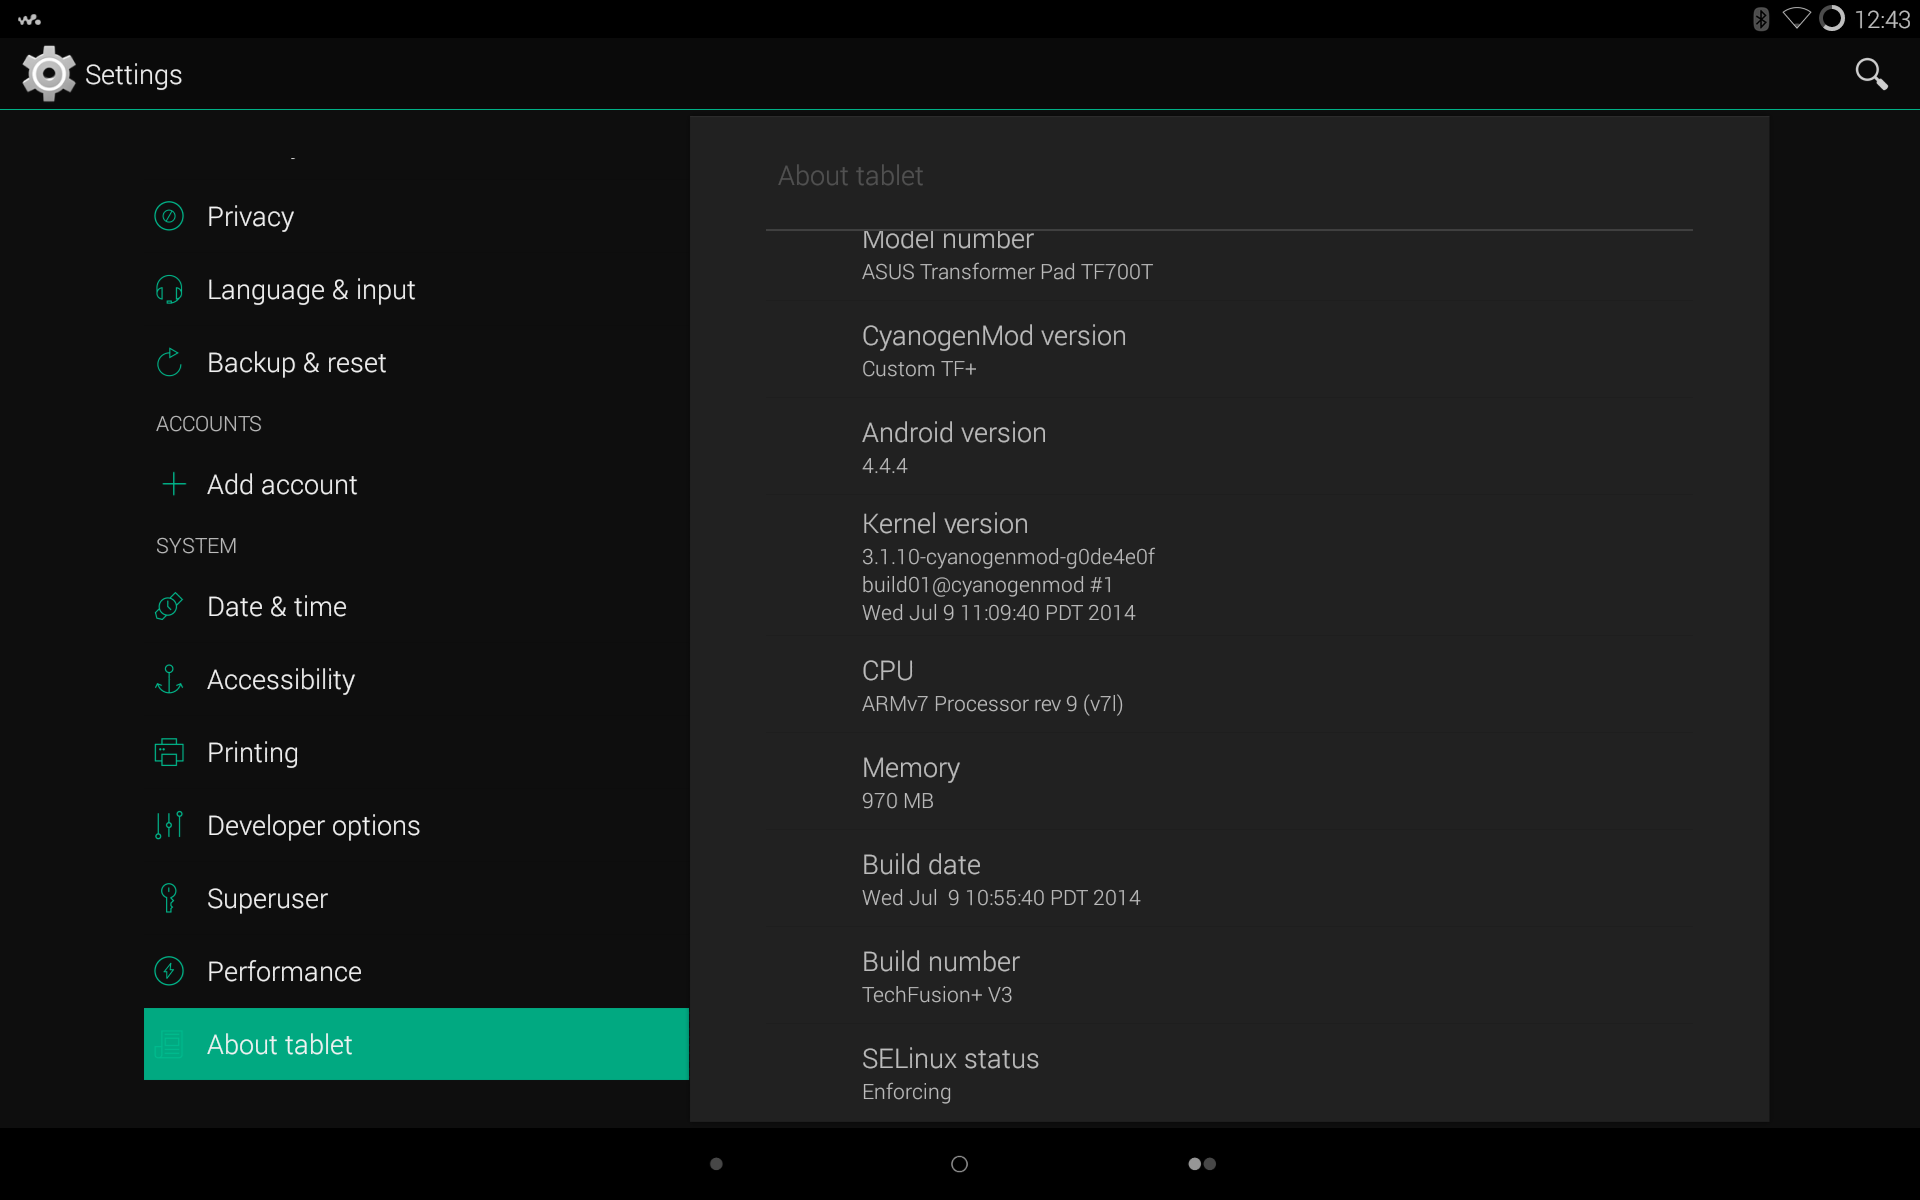 12:43
Settings
Privacy
Language & input
Backup & reset
ACCOUNTS
Add account
SYSTEM
Date & time
Accessibility
Printing
Developer options
Superuser
Performance
About tablet
About tablet
Model number
ASUS Transformer Pad TF700T
CyanogenMod version
Custom TF+
Android version
4.4.4
Kernel version
3.1.10-cyanogenmod-g0de4e0f
build01@cyanogenmod #1
Wed Jul 9 11:09:40 PDT 2014
CPU
ARMv7 Processor rev 9 (v7l)
Memory
970 MB
Build date
Wed Jul  9 10:55:40 PDT 2014
Build number
TechFusion+ V3
SELinux status
Enforcing